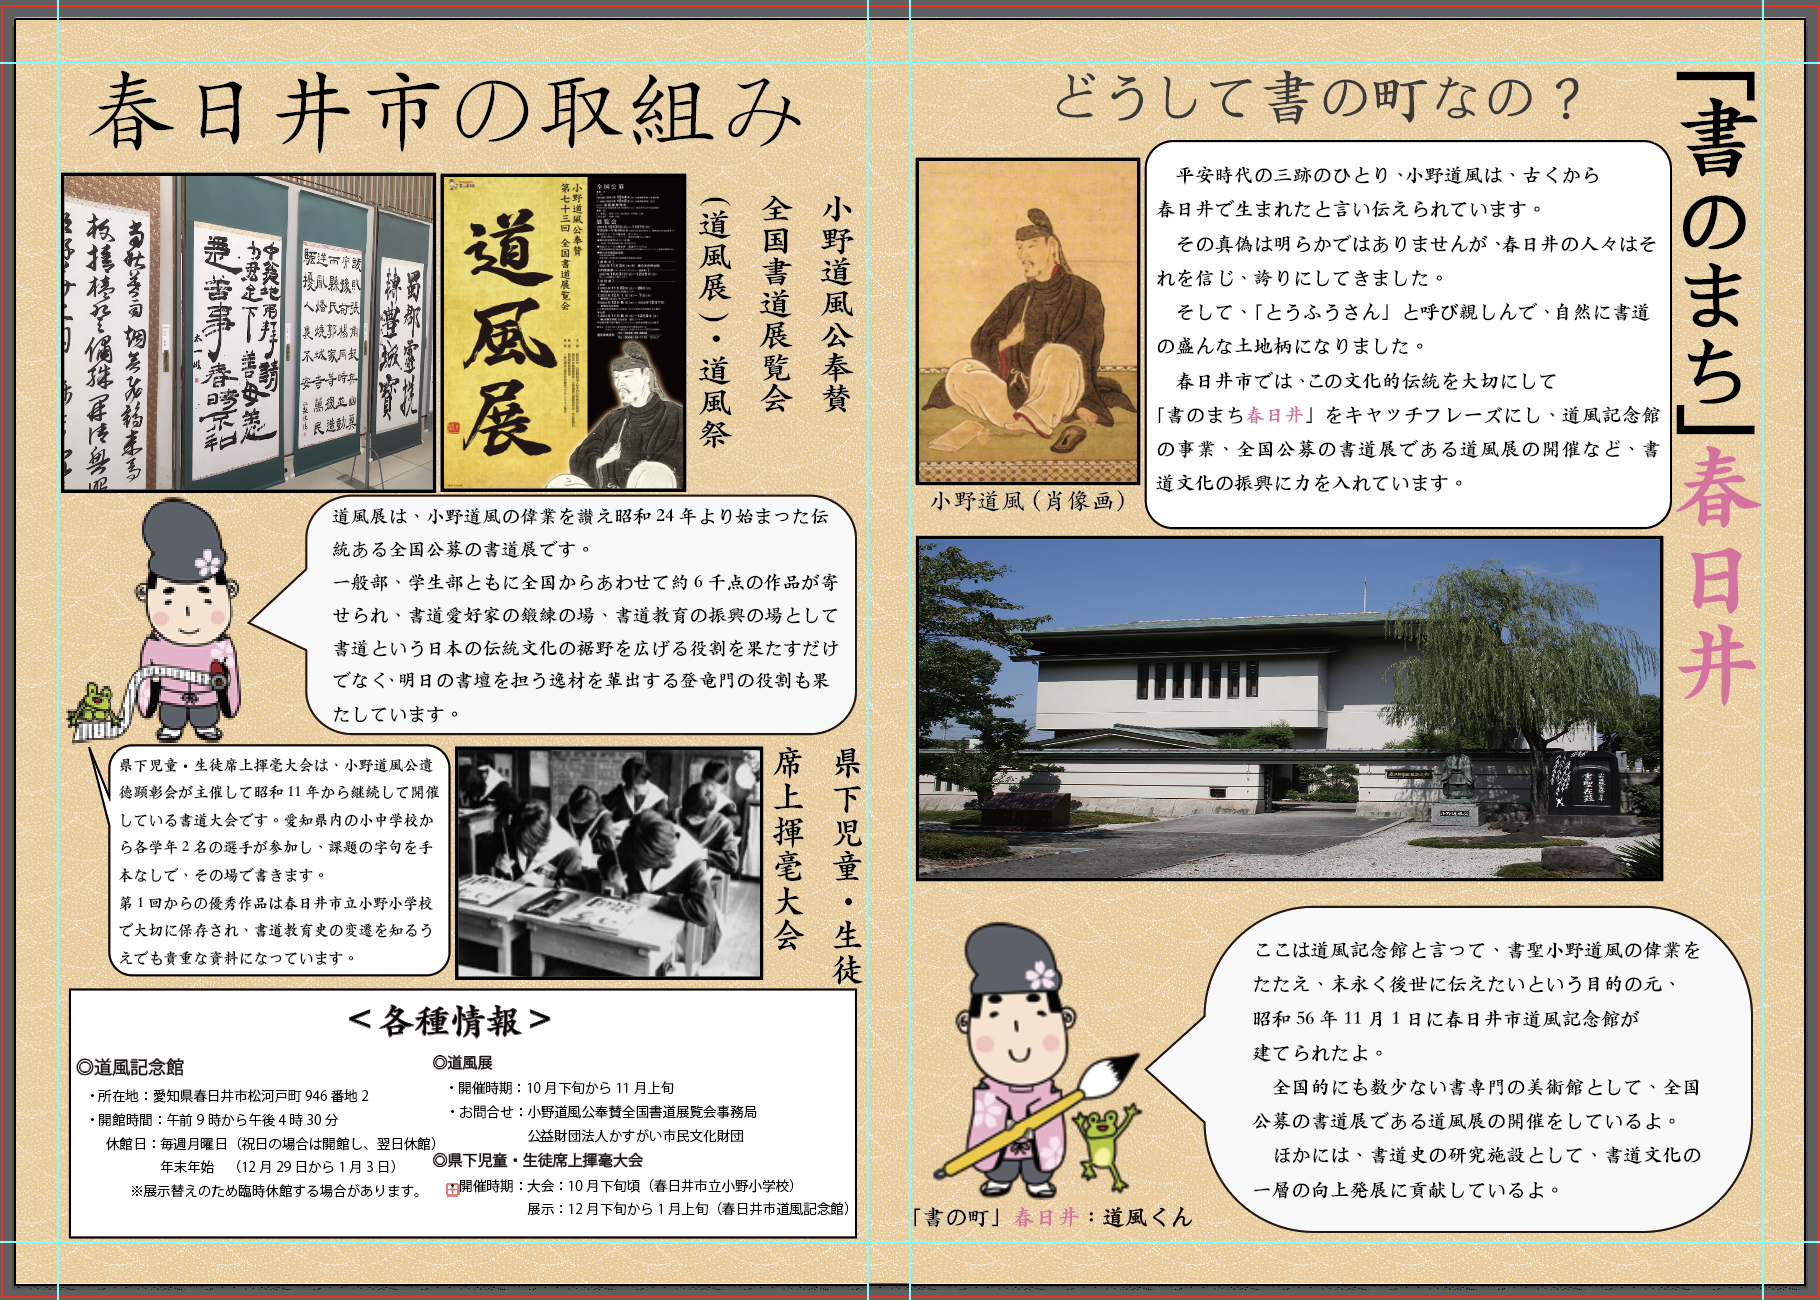 「書のまち」春日井
どうして書の町なの？
平安時代の三跡のひとり、小野道風は、古くから
春日井で生まれたと言い伝えられています。
その真偽は明らかではありませんが、春日井の人々はそ
れを信じ、誇りにしてきました。
そして、「とうふうさん」と呼び親しんで、自然に書道
の盛んな土地柄になりました。
春日井市では、この文化的伝統を大切にして
「書のまち春日井」をキャッチフレーズにし、道風記念館
の事業、全国公募の書道展である道風展の開催など、書
道文化の振興に力を入れています。
小野道風（肖像画）
ここは道風記念館と言って、書聖小野道風の偉業を
たたえ、末永く後世に伝えたいという目的の元、
昭和 56 年 11 月 1 日に春日井市道風記念館が
建てられたよ。
全国的にも数少ない書専門の美術館として、全国
公募の書道展である道風展の開催をしているよ。
ほかには、書道史の研究施設として、書道文化の
一層の向上発展に貢献しているよ。
「書の町」春日井：道風くん
春日井市の取組み
小野道風公奉賛
全国書道展覧会
（道風展）・道風祭
小野道風公奉賛
第七十三回 全国書道展覧会
道風展
全国公募
展覧会
道風展は、小野道風の偉業を讃え昭和 24 年より始まった伝
統ある全国公募の書道展です。
一般部、学生部ともに全国からあわせて約 6 千点の作品が寄
せられ、書道愛好家の鍛練の場、書道教育の振興の場として
書道という日本の伝統文化の裾野を広げる役割を果たすだけ
でなく、明日の書壇を担う逸材を輩出する登竜門の役割も果
たしています。
県下児童・生徒
席上揮毫大会
県下児童・生徒席上揮毫大会は、小野道風公遺
徳顕彰会が主催して昭和 11 年から継続して開催
している書道大会です。愛知県内の小中学校か
ら各学年 2 名の選手が参加し、課題の字句を手
本なしで、その場で書きます。
第 1 回からの優秀作品は春日井市立小野小学校
で大切に保存され、書道教育史の変遷を知るう
えでも貴重な資料になっています。
＜各種情報＞
◎道風記念館
・所在地：愛知県春日井市松河戸町 946 番地 2
・開館時間：午前 9 時から午後 4 時 30 分
休館日：毎週月曜日（祝日の場合は開館し、翌日休館）
年末年始　（12 月 29 日から 1 月 3 日）
※展示替えのため臨時休館する場合があります。
◎道風展
・開催時期：10 月下旬から 11 月上旬
・お問合せ：小野道風公奉賛全国書道展覧会事務局
公益財団法人かすがい市民文化財団
◎県下児童・生徒席上揮毫大会
・開催時期：大会：10 月下旬頃（春日井市立小野小学校）
展示：12 月下旬から 1 月上旬（春日井市道風記念館）